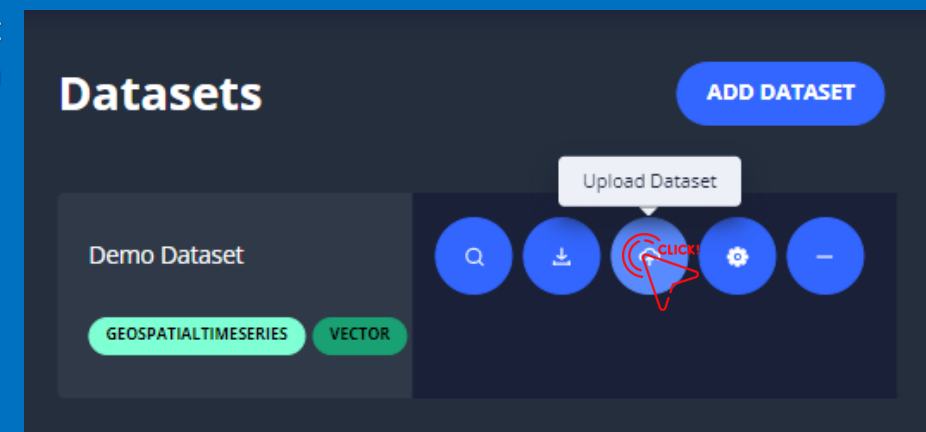 Datasets
ADD DATASET
Upload Dataset
Demo Dataset
CLICK!
GEOSPATIALTIMESERIES
VECTOR